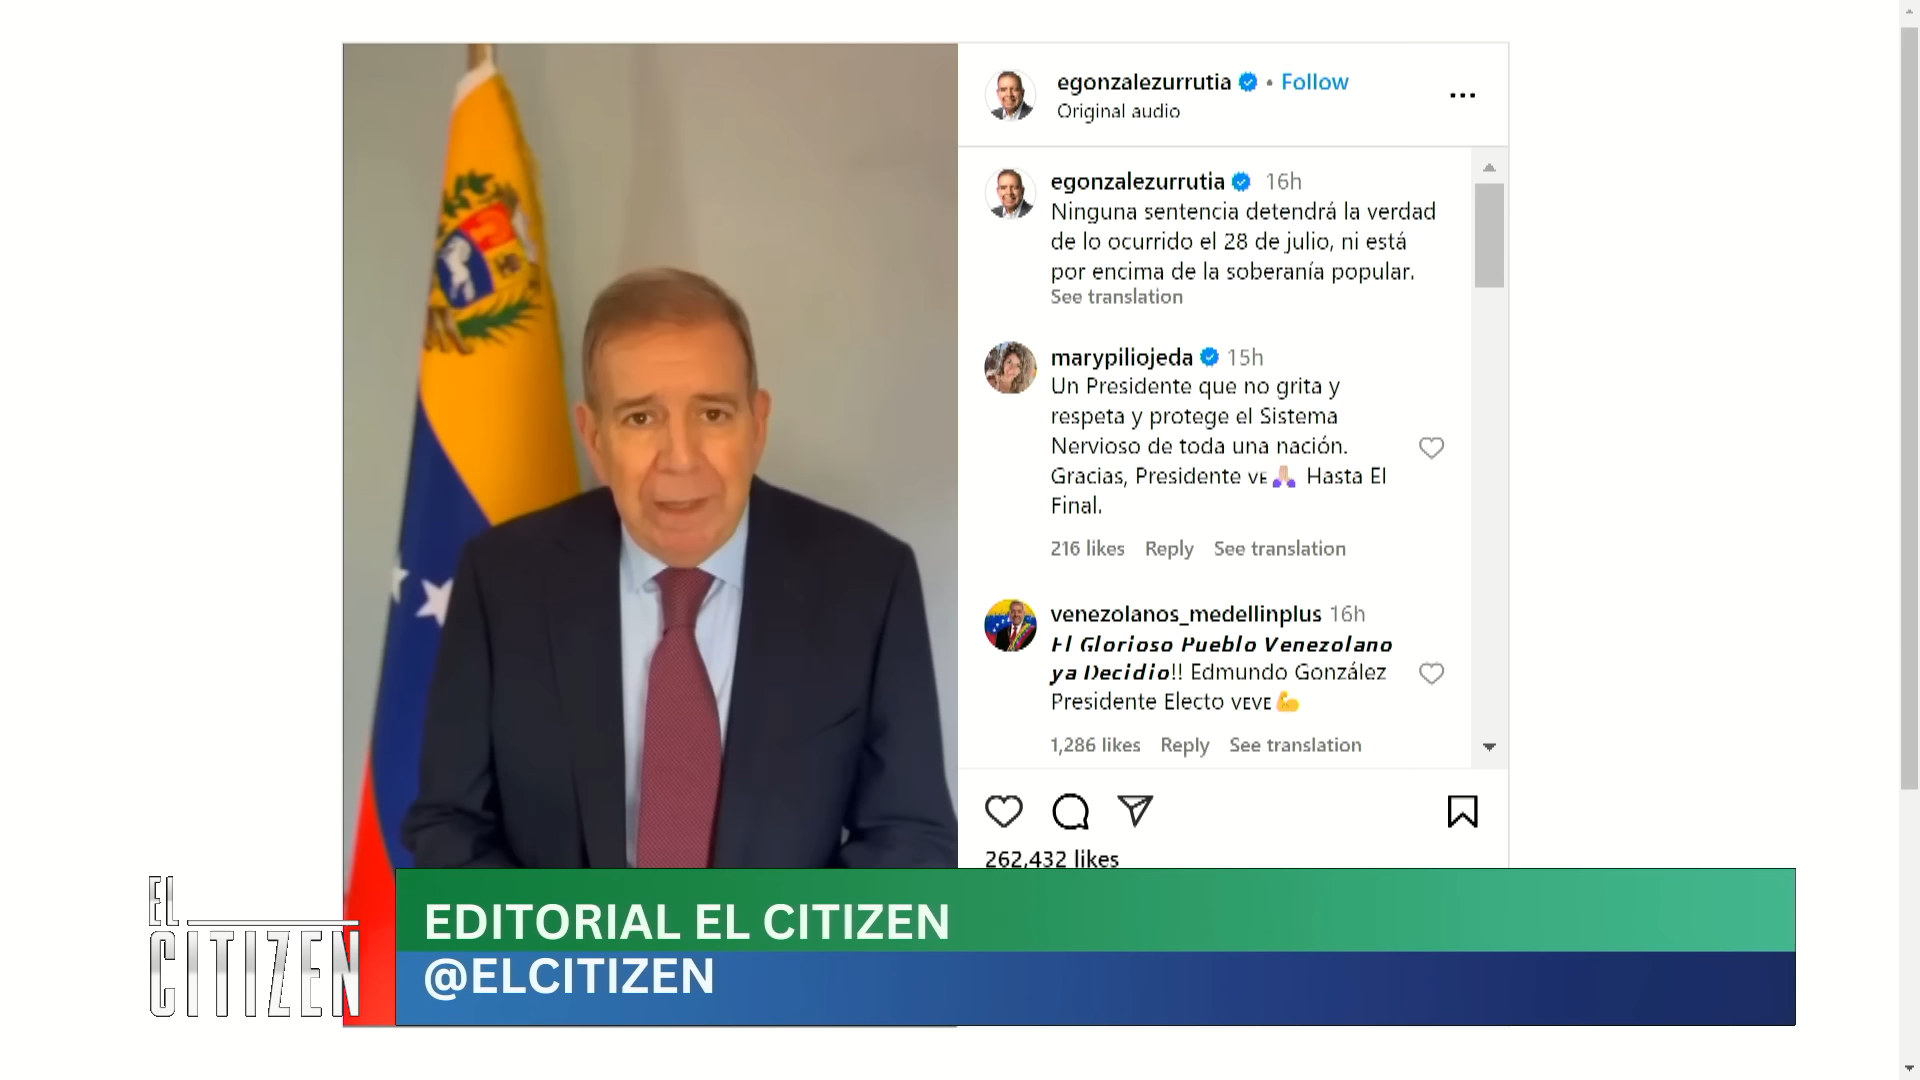 egonzalezurrutia • Follow
Original audio
egonzalezurrutia 16h
Ninguna sentencia detendrá la verdad
de lo ocurrido el 28 de julio, ni está
por encima de la soberanía popular.
See translation
marypiliojeda 15h
Un Presidente que no grita y
respeta y protege el Sistema
Nervioso de toda una nación.
Gracias, Presidente VE🙏🏼 Hasta El
Final.
216 likes Reply See translation
venezolanos_medellinplus 16h
El Glorioso Pueblo Venezolano
ya Decidio!! Edmundo González
Presidente Electo VEVE💪
1,286 likes Reply See translation
262,432 likes
EL
CITIZEN
EDITORIAL EL CITIZEN
@ELCITIZEN